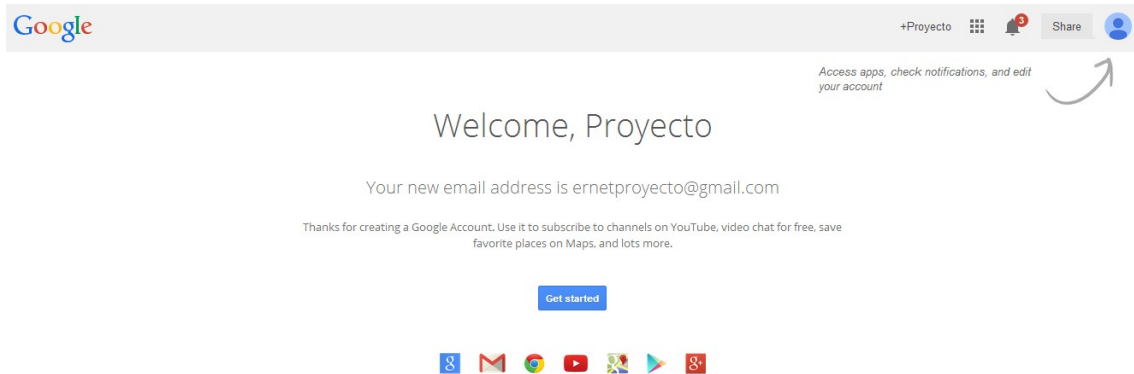 Google
+Proyecto
3
Share
Access apps, check notifications, and edit
your account
Welcome, Proyecto
Your new email address is ernetproyecto@gmail.com
Thanks for creating a Google Account. Use it to subscribe to channels on YouTube, video chat for free, save
favorite places on Maps, and lots more.
Get started
8
g
8+